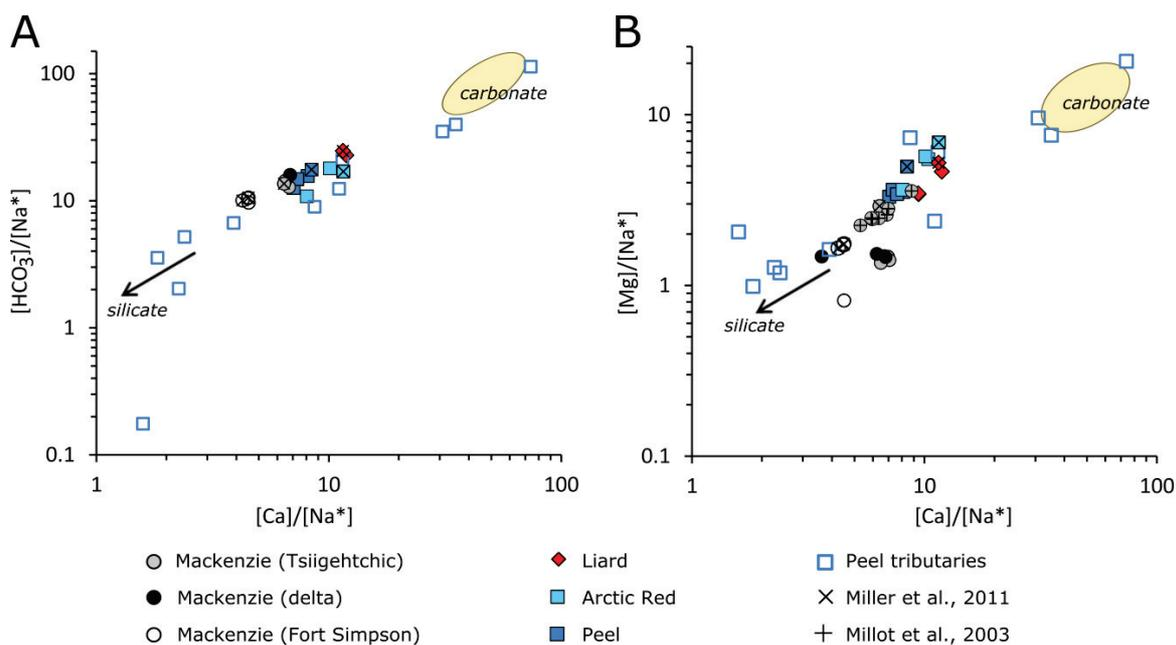 A
B
[HCO3-]/[Na*]
100
10
1
0.1
carbonate
silicate
1
10
100
[Ca]/[Na*]
[Mg]/[Na*]
10
1
0.1
carbonate
silicate
1
10
100
[Ca]/[Na*]
Mackenzie (Tsiigehtchic)
Liard
Peel tributaries
Mackenzie (delta)
Arctic Red
Miller et al., 2011
Mackenzie (Fort Simpson)
Peel
Millot et al., 2003